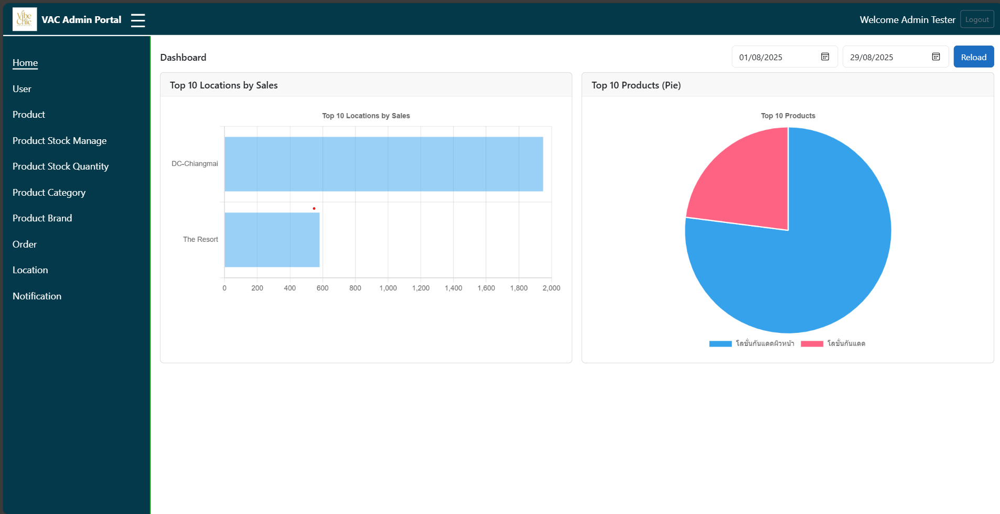 Vibe
Chic
VAC Admin Portal
Welcome Admin Tester
Logout
Home
User
Product
Product Stock Manage
Product Stock Quantity
Product Category
Product Brand
Order
Location
Notification
Dashboard
01/08/2025
29/08/2025
Reload
Top 10 Locations by Sales
Top 10 Locations by Sales
DC-Chiangmai
The Resort
0 200 400 600 800 1,000 1,200 1,400 1,600 1,800 2,000
Top 10 Products (Pie)
Top 10 Products
โลชั่นกันแดดผิวหน้า โลชั่นกันแดด